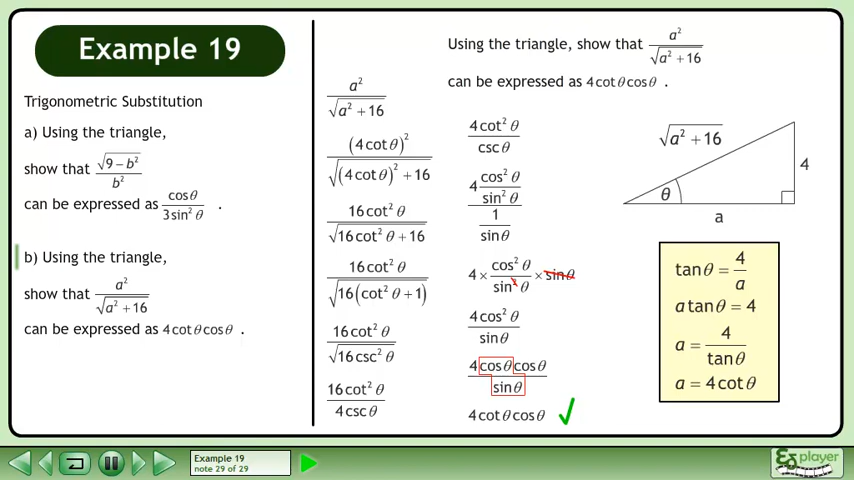 Example 19
Trigonometric Substitution
a) Using the triangle,
show that √(9 – b²) / b²
can be expressed as cosθ / 3sin²θ .
b) Using the triangle,
show that a² / √(a² + 16)
can be expressed as 4cotθcosθ .
a² / √(a² + 16)
(4cotθ)² / √((4cotθ)² + 16)
16cot²θ / √(16cot²θ + 16)
16cot²θ / √(16(cot²θ + 1))
16cot²θ / √(16csc²θ)
16cot²θ / 4cscθ
Using the triangle, show that a² / √(a² + 16)
can be expressed as 4cotθcosθ .
4cot²θ / cscθ
4 cos²θ / sin²θ
1 / sinθ
4 × cos²θ / sin²θ × sinθ
4cos²θ / sinθ
4cosθcosθ / sinθ
4cotθcosθ ✓
√(a² + 16)
4
θ
a
tanθ = 4 / a
atanθ = 4
a = 4 / tanθ
a = 4cotθ
Example 19
note 29 of 29
player